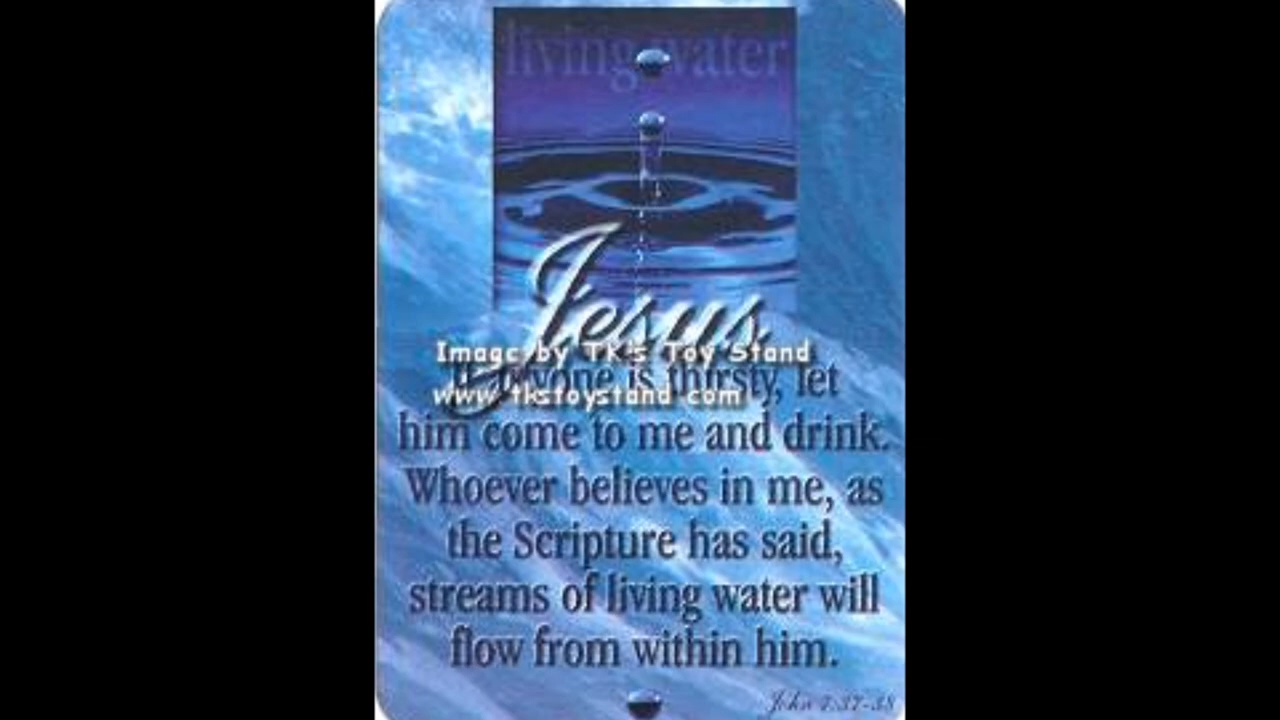 living water
Jesus
Image by TK's Toy Stand
If anyone is thirsty, let
www tkstoystand com
him come to me and drink.
Whoever believes in me, as
the Scripture has said,
streams of living water will
flow from within him.
John 7:37-38